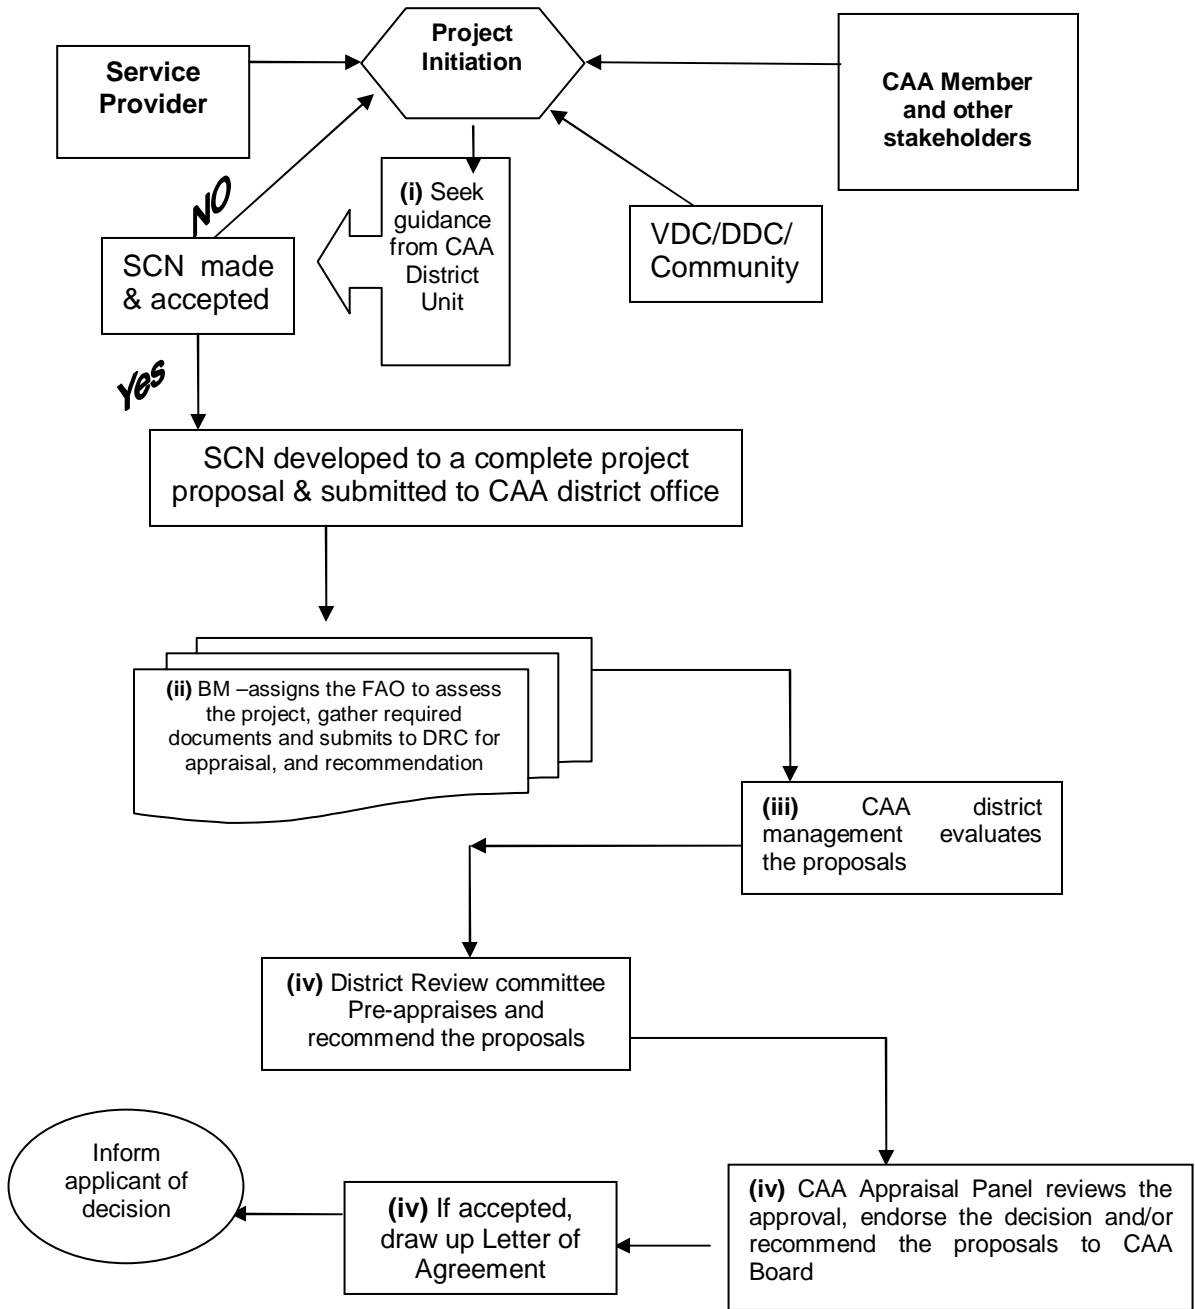 Project
Initiation
Service
Provider
CAA Member
and other
stakeholders
(i) Seek
guidance
from CAA
District
Unit
VDC/DDC/
Community
NO
SCN made
& accepted
Yes
SCN developed to a complete project
proposal & submitted to CAA district office
(ii) BM –assigns the FAO to assess
the project, gather required
documents and submits to DRC for
appraisal, and recommendation
(iii) CAA district
management evaluates
the proposals
(iv) District Review committee
Pre-appraises and
recommend the proposals
(iv) CAA Appraisal Panel reviews the
approval, endorse the decision and/or
recommend the proposals to CAA
Board
(iv) If accepted,
draw up Letter of
Agreement
Inform
applicant of
decision